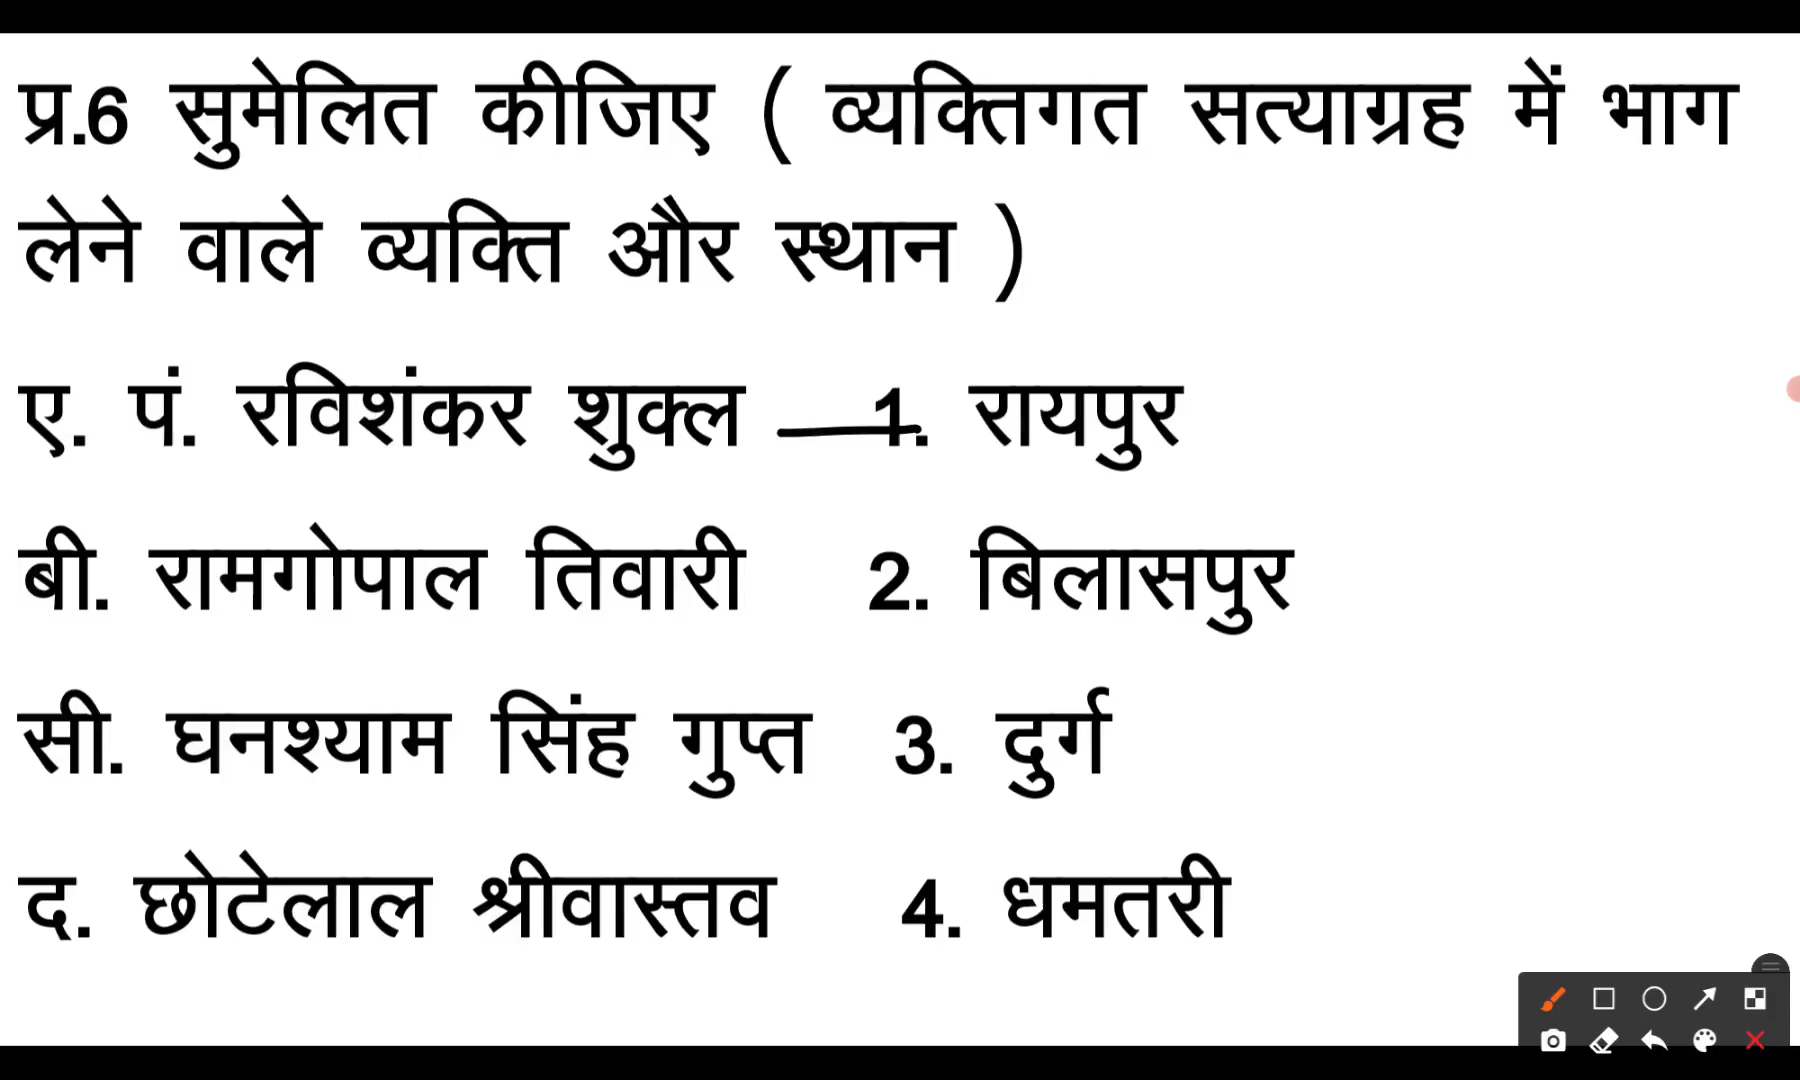 प्र.6 सुमेलित कीजिए ( व्यक्तिगत सत्याग्रह में भाग
लेने वाले व्यक्ति और स्थान )
ए. पं. रविशंकर शुक्ल 1. रायपुर
बी. रामगोपाल तिवारी 2. बिलासपुर
सी. घनश्याम सिंह गुप्त 3. दुर्ग
द. छोटेलाल श्रीवास्तव 4. धमतरी